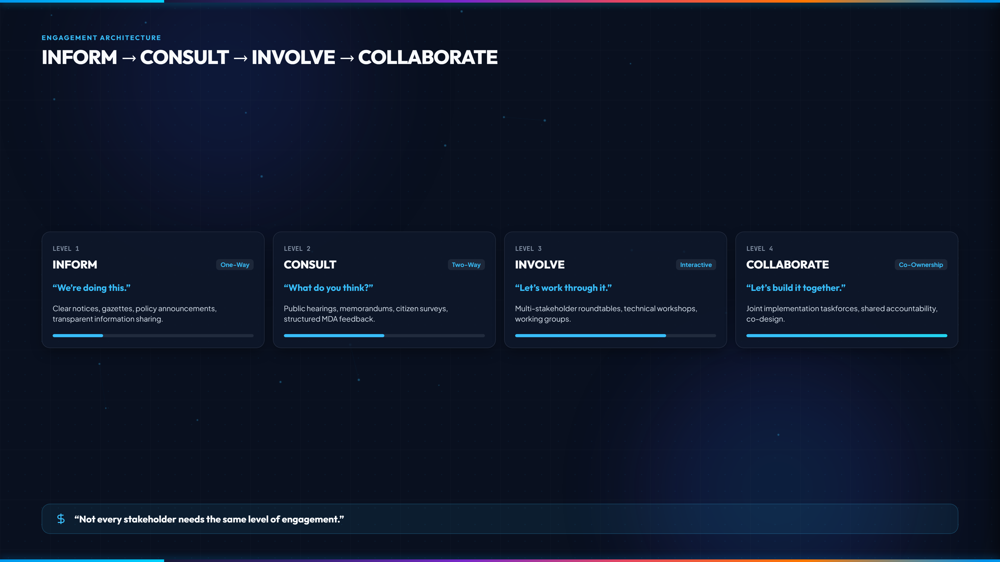 ENGAGEMENT ARCHITECTURE
INFORM → CONSULT → INVOLVE → COLLABORATE
LEVEL 1
INFORM
One-Way
“We’re doing this.”
Clear notices, gazettes, policy announcements,
transparent information sharing.
LEVEL 2
CONSULT
Two-Way
“What do you think?”
Public hearings, memorandums, citizen surveys,
structured MDA feedback.
LEVEL 3
INVOLVE
Interactive
“Let’s work through it.”
Multi-stakeholder roundtables, technical workshops,
working groups.
LEVEL 4
COLLABORATE
Co-Ownership
“Let’s build it together.”
Joint implementation taskforces, shared accountability,
co-design.
$ “Not every stakeholder needs the same level of engagement.”